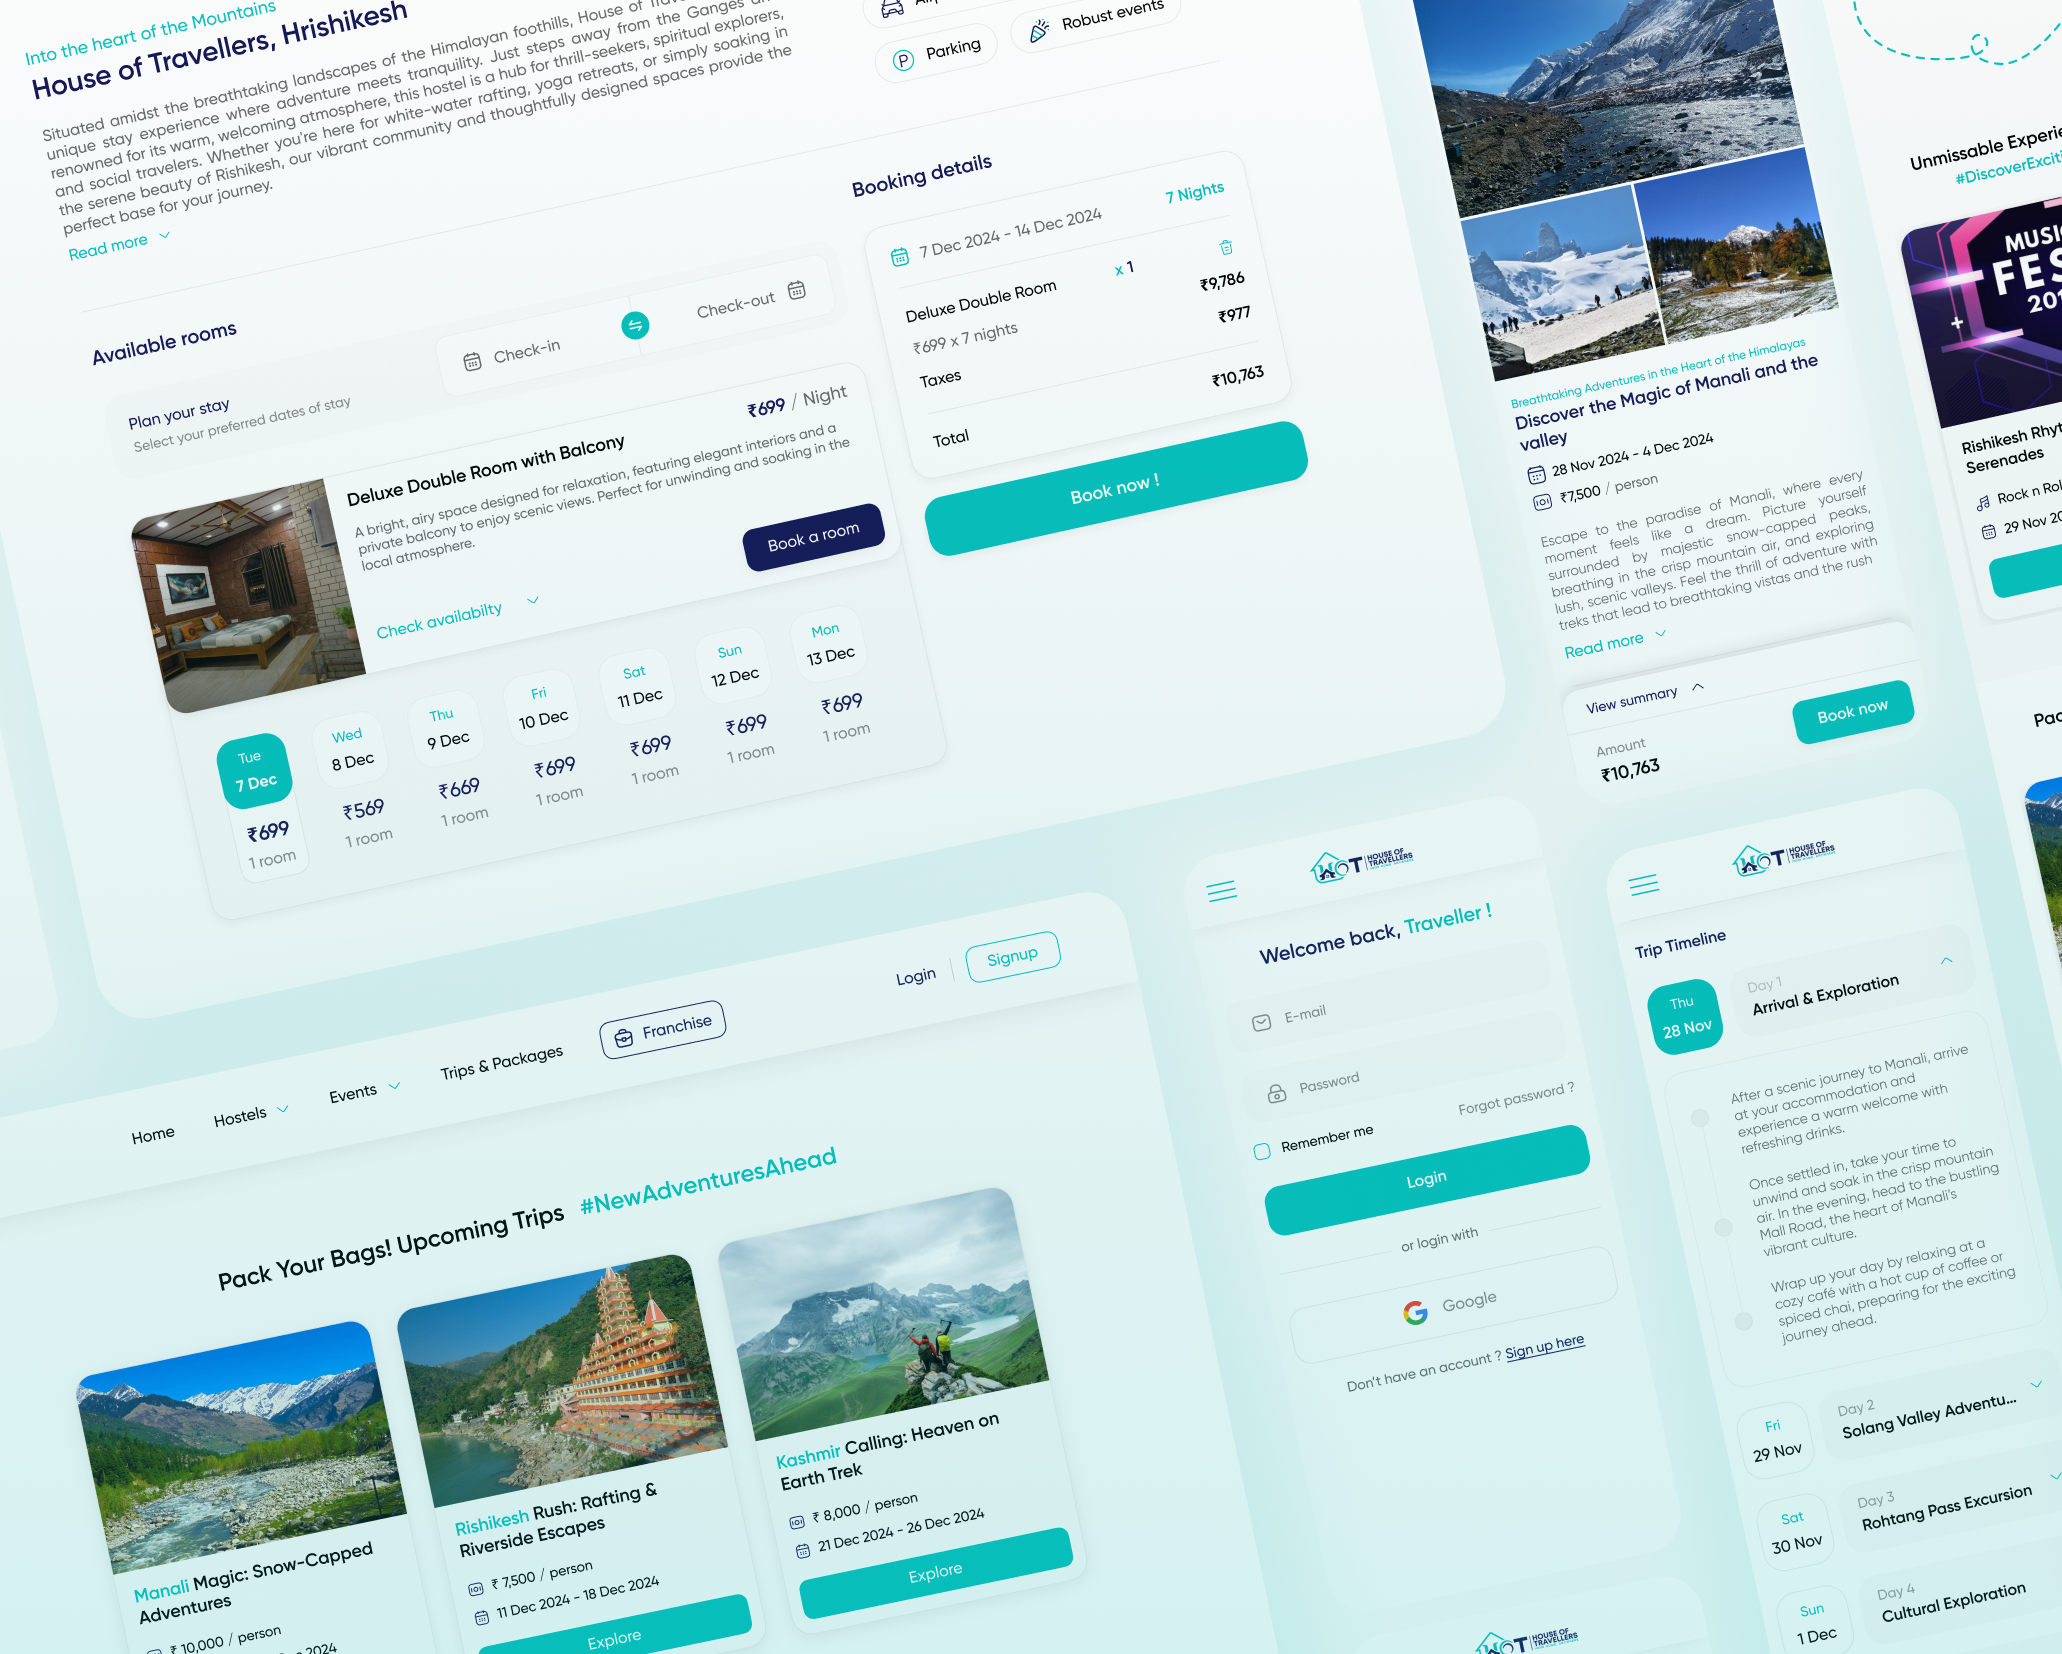 Into the heart of the Mountains
House of Travellers, Hrishikesh
Situated amidst the breathtaking landscapes of the Himalayan foothills, House of
unique stay experience where adventure meets tranquility. Just steps away from the Ganges
renowned for its warm, welcoming atmosphere, this hostel is a hub for thrill-seekers, spiritual explorers,
and social travelers. Whether you're here for white-water rafting, yoga retreats, or simply soaking in
the serene beauty of Rishikesh, our vibrant community and thoughtfully designed spaces provide the
perfect base for your journey.
Read more
Parking
Robust events
Available rooms
Plan your stay
Select your preferred dates of stay
Check-in
Check-out
Deluxe Double Room with Balcony
₹699 / Night
A bright, airy space designed for relaxation, featuring elegant interiors and a
private balcony to enjoy scenic views. Perfect for unwinding and soaking in the
local atmosphere.
Book a room
Check availabilty
Tue
7 Dec
₹699
1 room
Wed
8 Dec
₹569
1 room
Thu
9 Dec
₹669
1 room
Fri
10 Dec
₹699
1 room
Sat
11 Dec
₹699
1 room
Sun
12 Dec
₹699
1 room
Mon
13 Dec
₹699
1 room
Booking details
7 Dec 2024 - 14 Dec 2024
7 Nights
Deluxe Double Room
x 1
₹9,786
₹699 x 7 nights
₹977
Taxes
₹10,763
Total
Book now !
Breathtaking Adventures in the Heart of the Himalayas
Discover the Magic of Manali and the
valley
28 Nov 2024 - 4 Dec 2024
₹7,500 / person
Escape to the paradise of Manali, where every
moment feels like a dream. Picture yourself
surrounded by majestic snow-capped peaks,
breathing in the crisp mountain air, and exploring
lush, scenic valleys. Feel the thrill of adventure with
treks that lead to breathtaking vistas and the rush
Read more
View summary
Amount
₹10,763
Book now
Unmissable
MUSIC
Rishikesh
Serenades
Rock n
29 Nov
Home
Hostels
Events
Trips & Packages
Franchise
Login
Signup
Pack Your Bags! Upcoming Trips #NewAdventuresAhead
Manali Magic: Snow-Capped
Adventures
₹ 10,000 / person
2024
Rishikesh Rush: Rafting &
Riverside Escapes
₹ 7,500 / person
11 Dec 2024 - 18 Dec 2024
Explore
Kashmir Calling: Heaven on
Earth Trek
₹ 8,000 / person
21 Dec 2024 - 26 Dec 2024
Explore
HOT HOUSE OF
TRAVELLERS
Welcome back, Traveller !
E-mail
Password
Forgot password ?
Remember me
Login
or login with
Google
Don't have an account ? Sign up here
HOT HOUSE OF
TRAVELLERS
Trip Timeline
Thu
28 Nov
Day 1
Arrival & Exploration
After a scenic journey to Manali, arrive
at your accommodation and
experience a warm welcome with
refreshing drinks.
Once settled in, take your time to
unwind and soak in the crisp mountain
air. In the evening, head to the bustling
Mall Road, the heart of Manali's
vibrant culture.
Wrap up your day by relaxing at a
cozy café with a hot cup of coffee or
spiced chai, preparing for the exciting
journey ahead.
Fri
29 Nov
Day 2
Solang Valley Adventu...
Sat
30 Nov
Day 3
Rohtang Pass Excursion
Sun
1 Dec
Day 4
Cultural Exploration
HOT HOUSE OF
TRAVELLERS